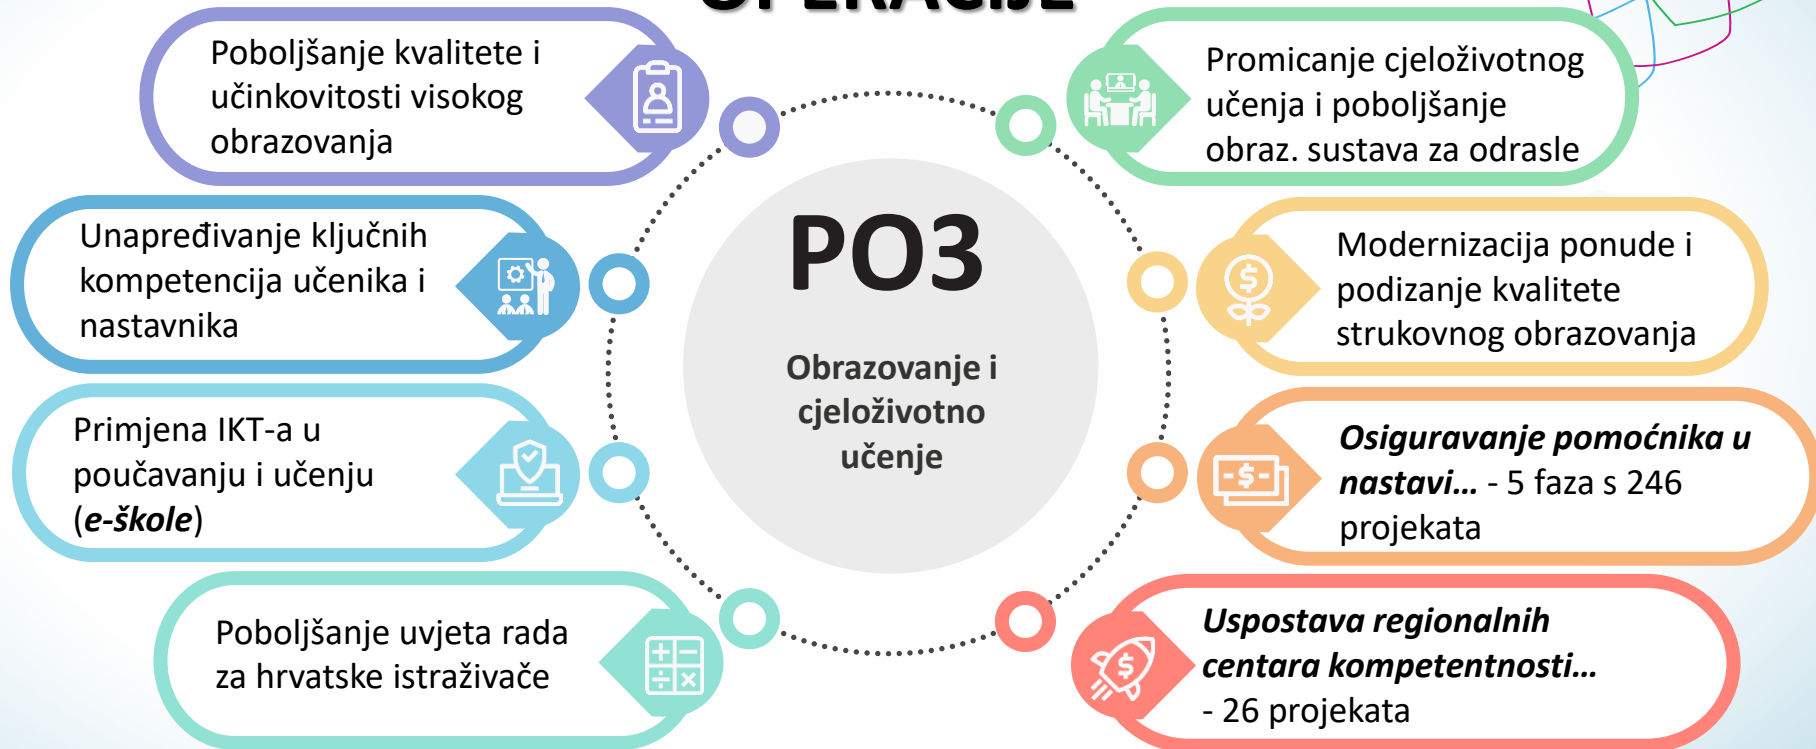 OPERACIJE
Poboljšanje kvalitete i
učinkovitosti visokog
obrazovanja
Unapređivanje ključnih
kompetencija učenika i
nastavnika
Primjena IKT-a u
poučavanju i učenju
(e-škole)
Poboljšanje uvjeta rada
za hrvatske istraživače
PO3
Obrazovanje i
cjeloživotno
učenje
Promicanje cjeloživotnog
učenja i poboljšanje
obraz. sustava za odrasle
Modernizacija ponude i
podizanje kvalitete
strukovnog obrazovanja
Osiguravanje pomoćnika u
nastavi... - 5 faza s 246
projekata
Uspostava regionalnih
centara kompetentnosti...
- 26 projekata